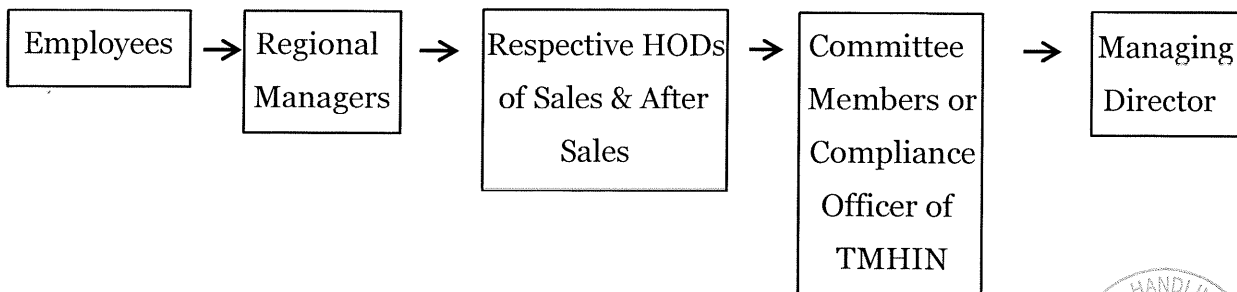 Employees
Regional
Managers
Respective HODs
of Sales & After
Sales
Committee
Members or
Compliance
Officer of
TMHIN
Managing
Director